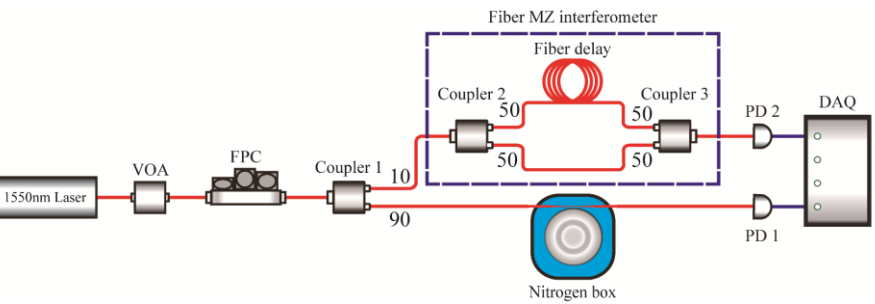 Fiber MZ interferometer
Fiber delay
Coupler 2
50
50
Coupler 3
PD 2
DAQ
50
50
VOA
FPC
Coupler 1
10
1550nm Laser
90
PD 1
Nitrogen box